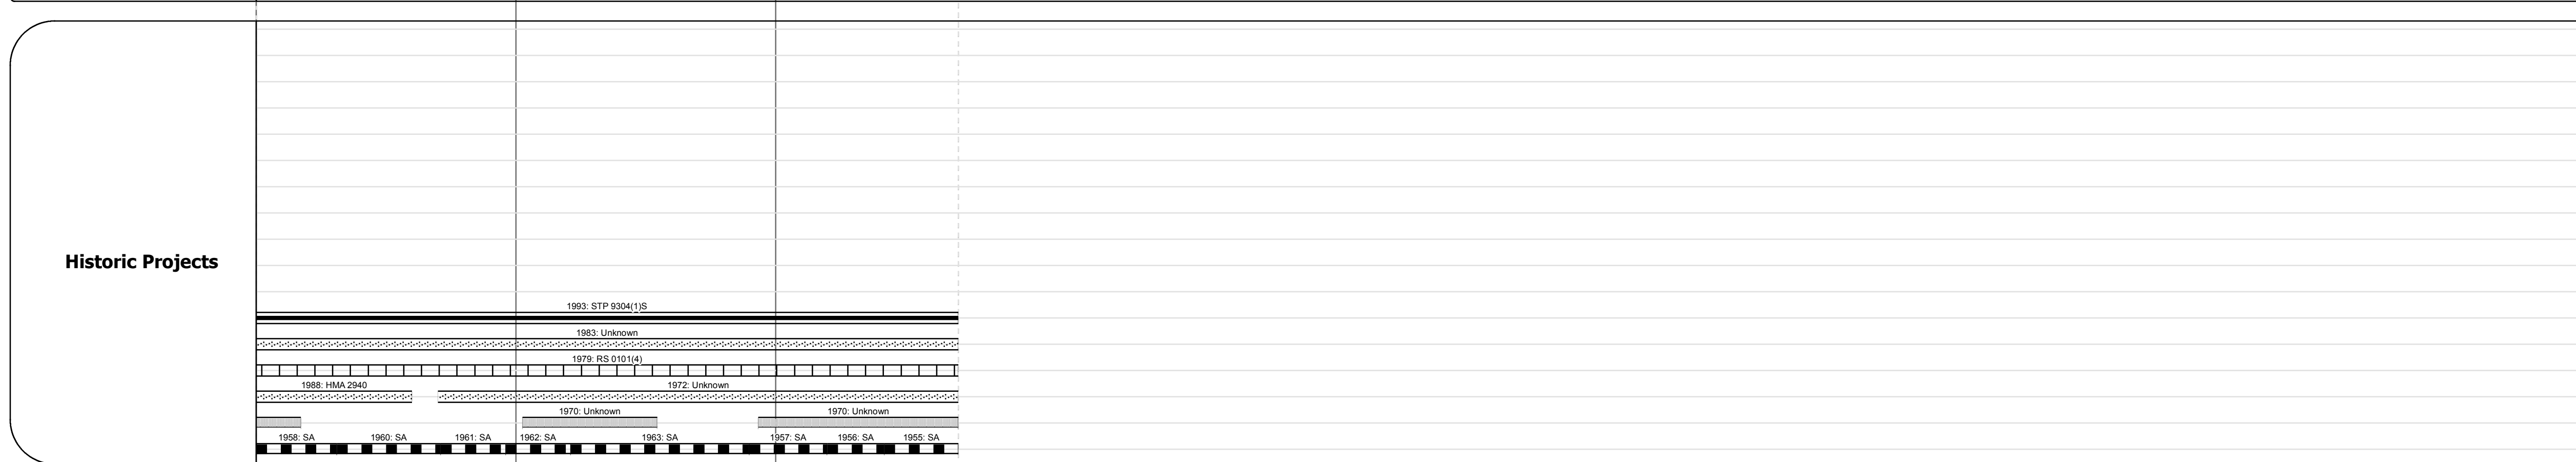 Historic Projects
1993: STP 9304(1)S
1983: Unknown
1979: RS 0101(4)
1988: HMA 2940 1972: Unknown
1970: Unknown 1970: Unknown
1958: SA 1960: SA 1961: SA 1962: SA 1963: SA 1957: SA 1956: SA 1955: SA